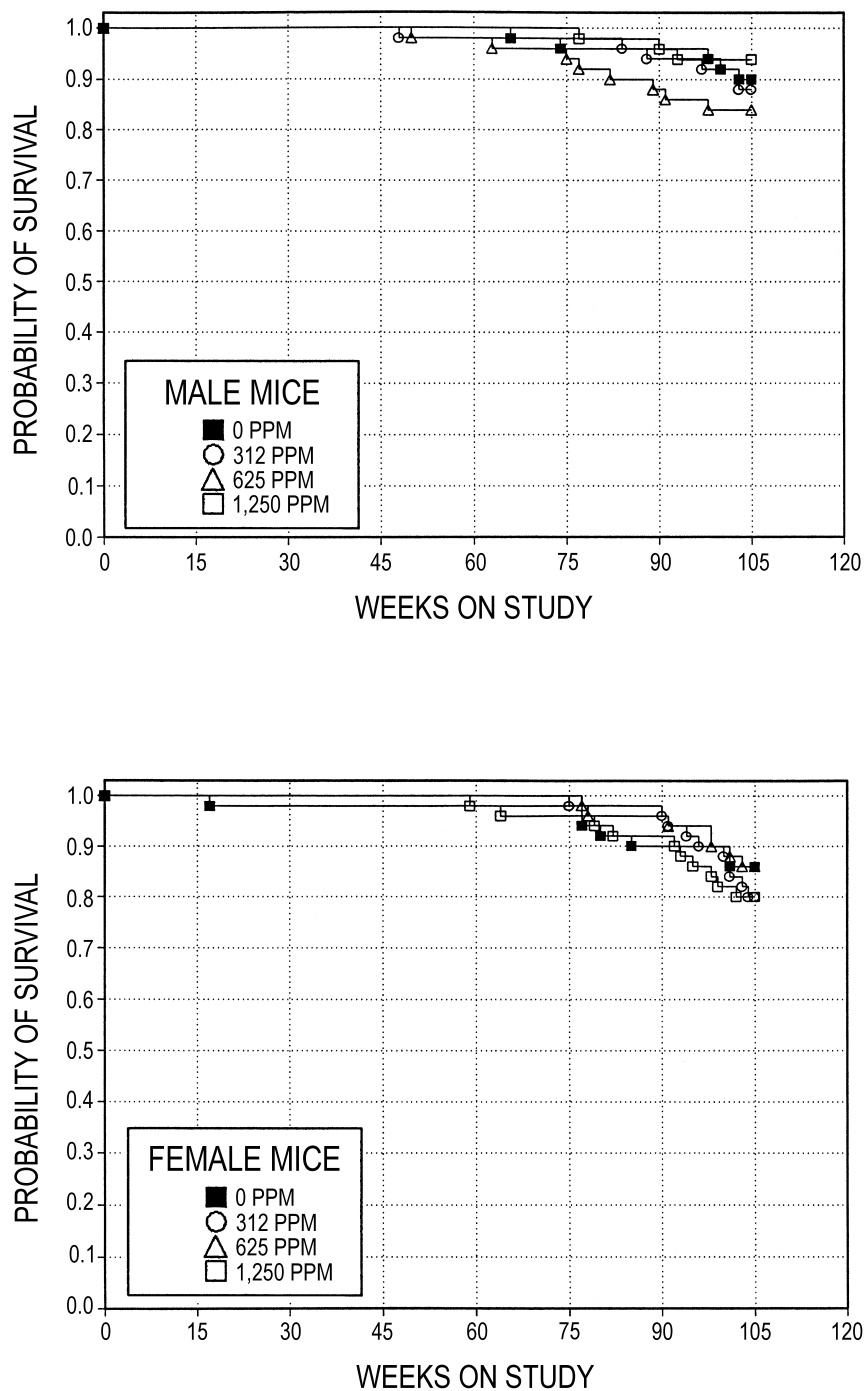 PROBABILITY OF SURVIVAL
1.0
0.9
0.8
0.7
0.6
0.5
0.4
0.3
0.2
0.1
0.0
MALE MICE
0 PPM
312 PPM
625 PPM
1,250 PPM
0 15 30 45 60 75 90 105 120
WEEKS ON STUDY
PROBABILITY OF SURVIVAL
1.0
0.9
0.8
0.7
0.6
0.5
0.4
0.3
0.2
0.1
0.0
FEMALE MICE
0 PPM
312 PPM
625 PPM
1,250 PPM
0 15 30 45 60 75 90 105 120
WEEKS ON STUDY